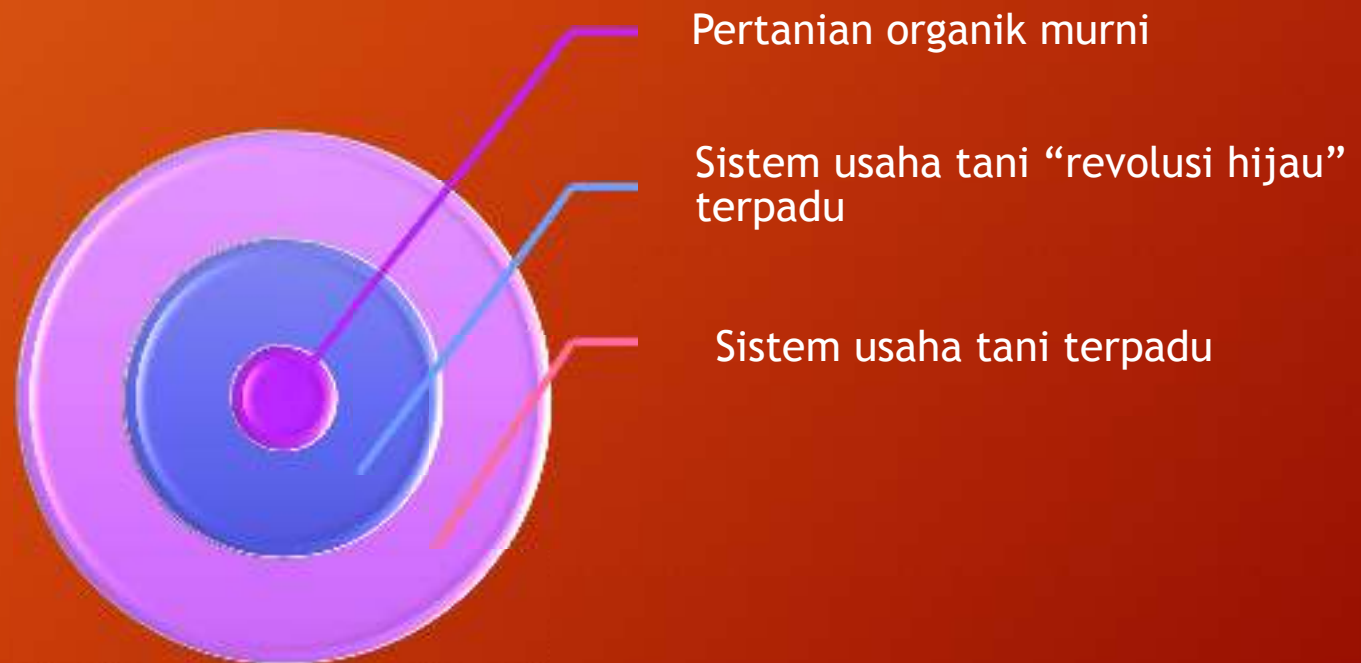 Pertanian organik murni
Sistem usaha tani “revolusi hijau”
terpadu
Sistem usaha tani terpadu